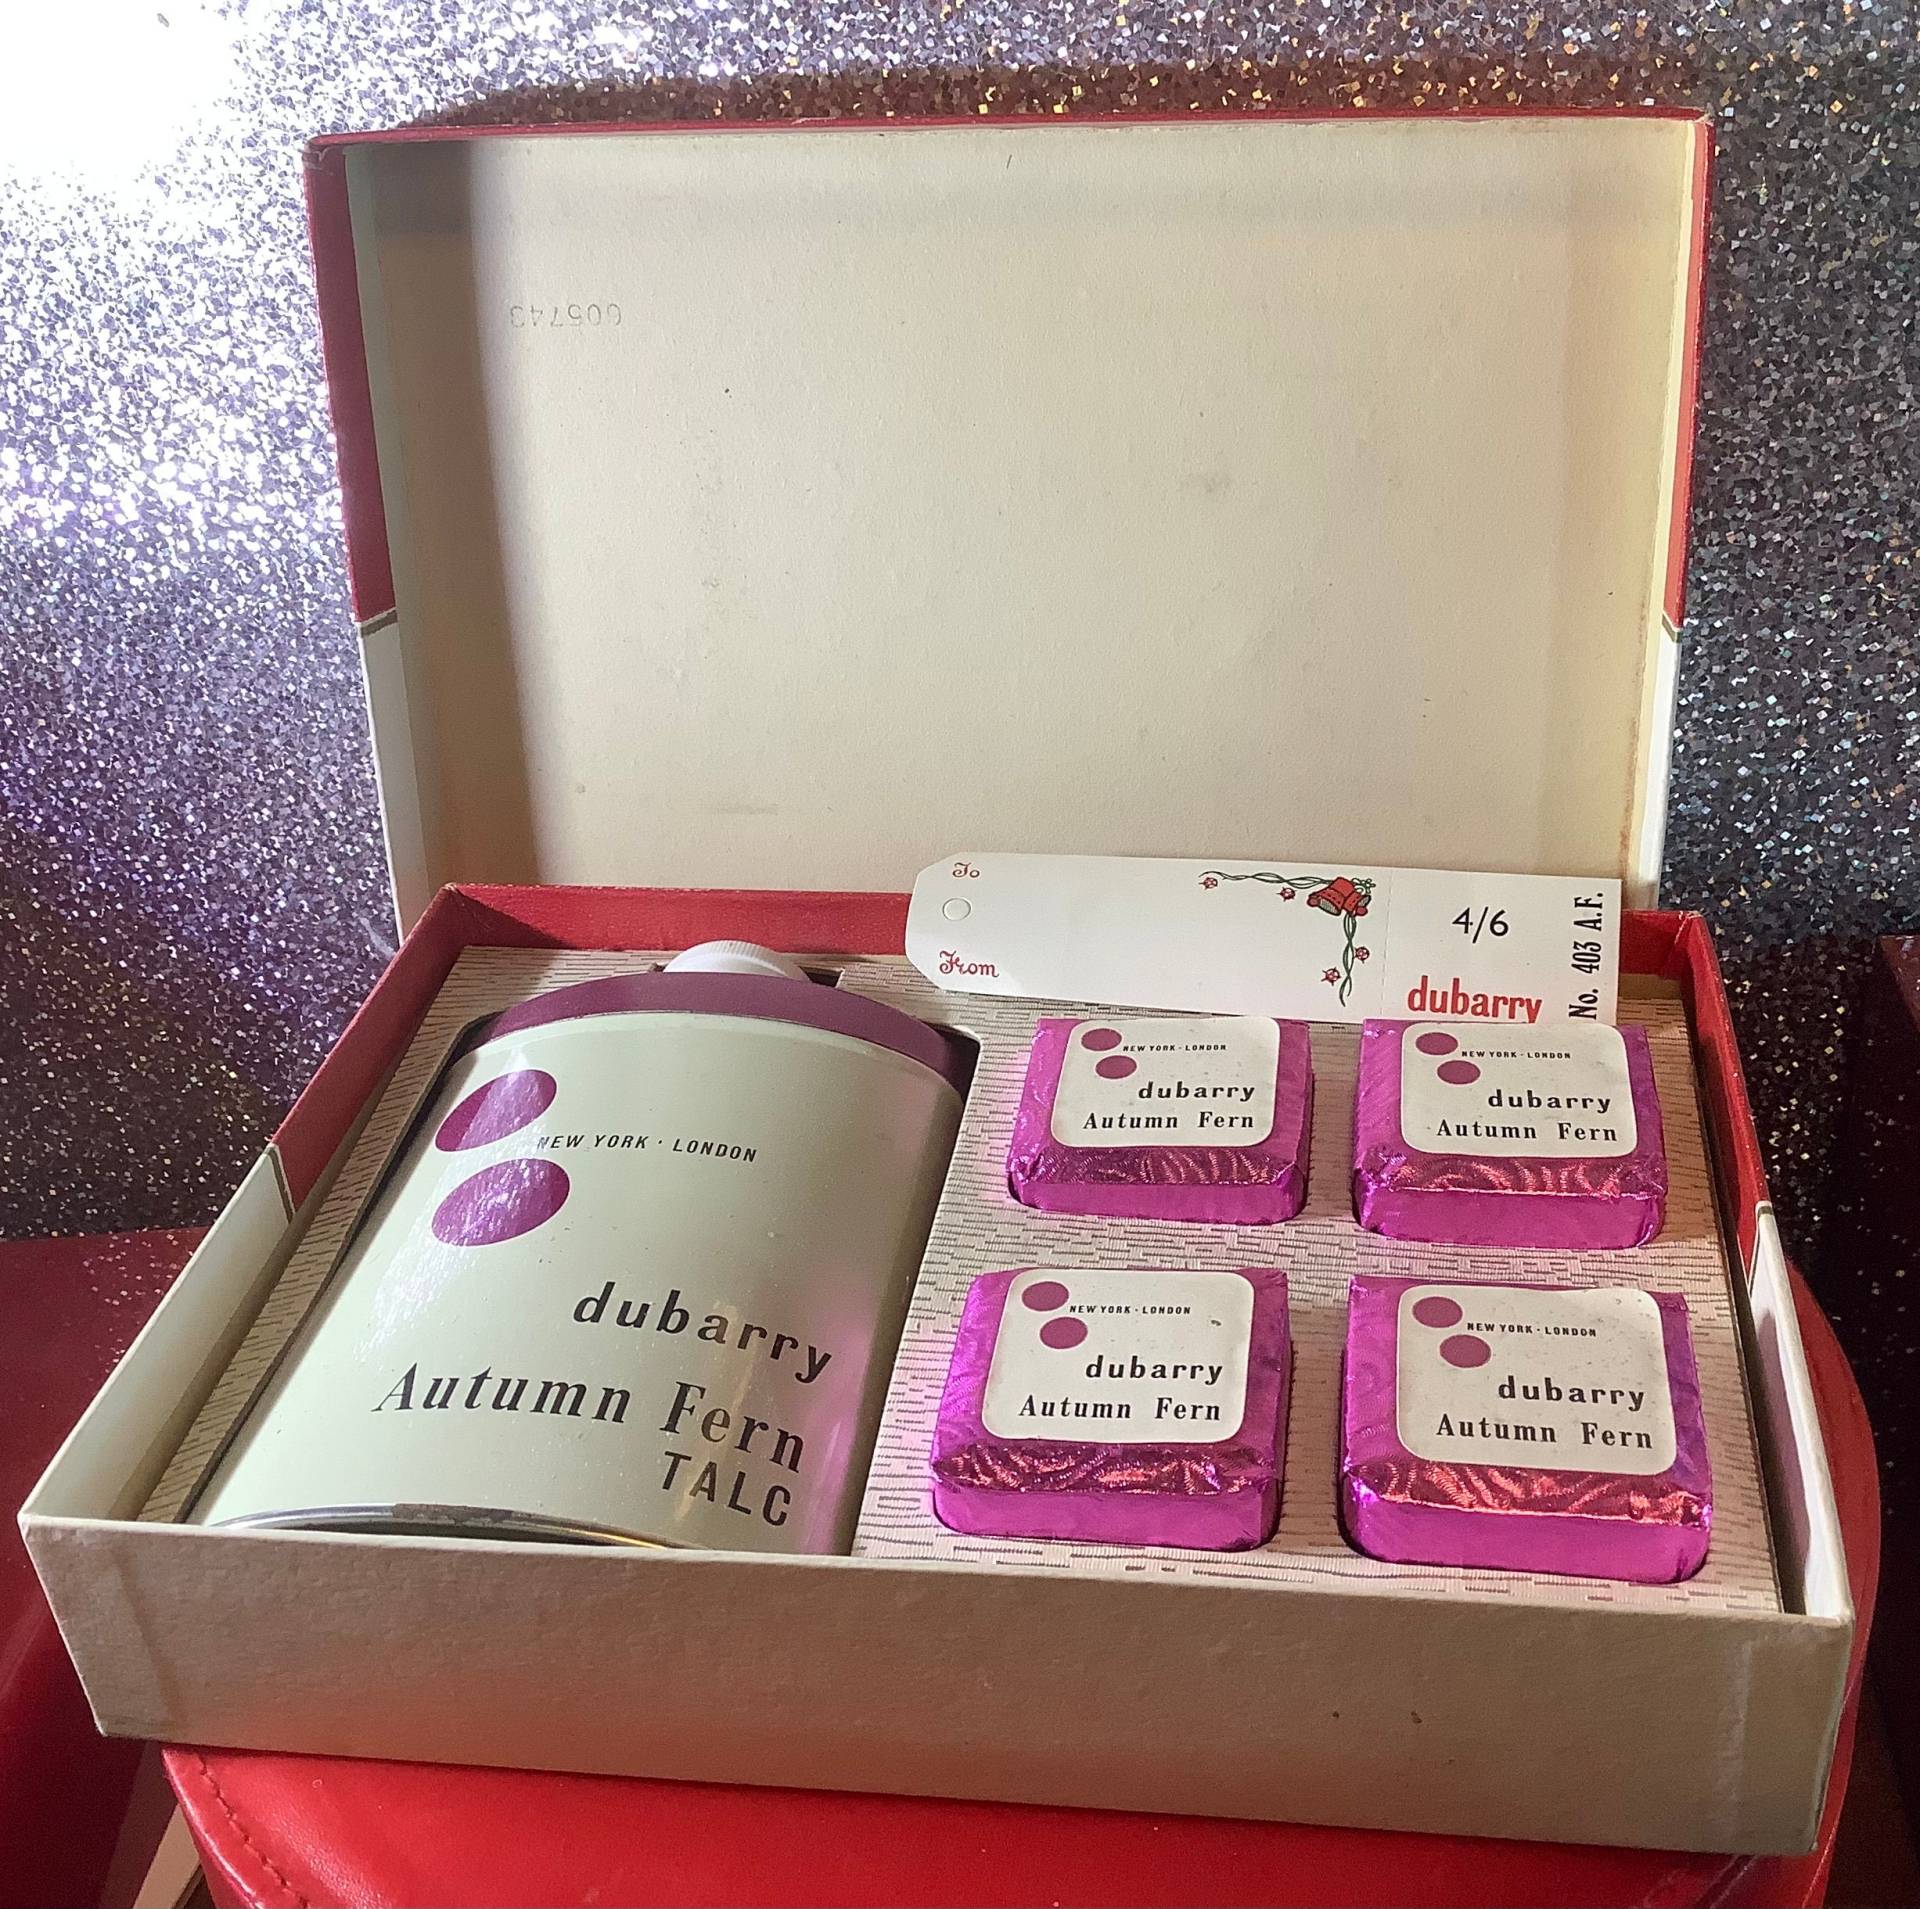 005743
To
From
4/6
dubarry
No. 403 A.F.
NEW YORK · LONDON
dubarry
Autumn Fern
TALC
NEW YORK · LONDON
dubarry
Autumn Fern
NEW YORK · LONDON
dubarry
Autumn Fern
NEW YORK · LONDON
dubarry
Autumn Fern
NEW YORK · LONDON
dubarry
Autumn Fern